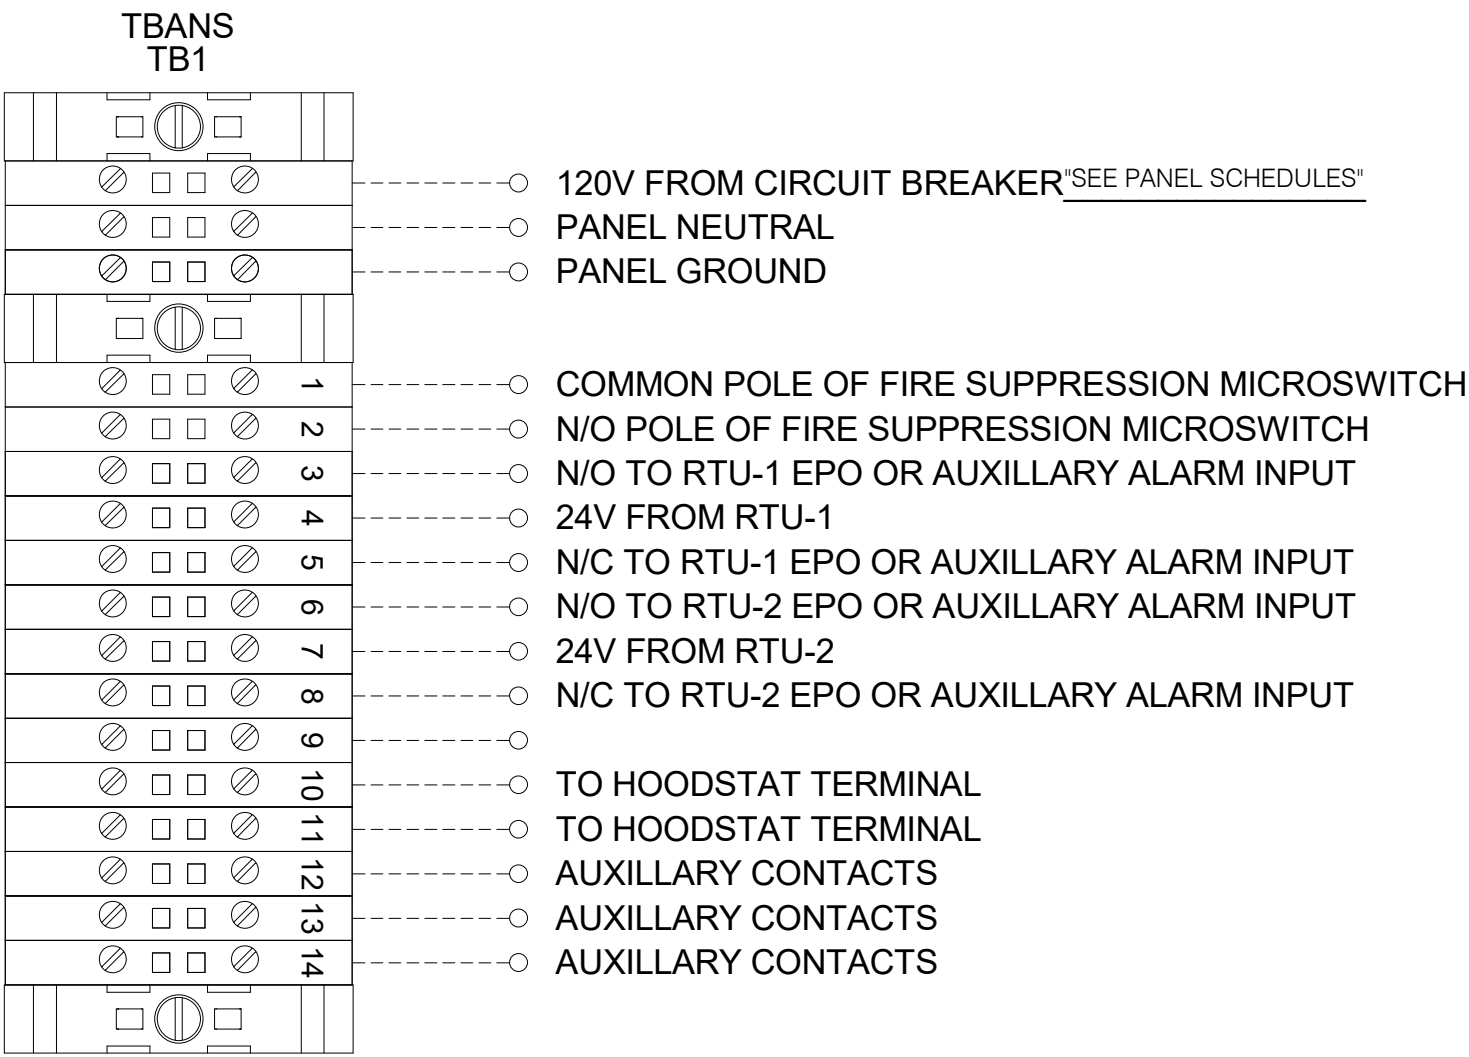 TBANS
TB1
120V FROM CIRCUIT BREAKER "SEE PANEL SCHEDULES"
PANEL NEUTRAL
PANEL GROUND
1 COMMON POLE OF FIRE SUPPRESSION MICROSWITCH
2 N/O POLE OF FIRE SUPPRESSION MICROSWITCH
3 N/O TO RTU-1 EPO OR AUXILLARY ALARM INPUT
4 24V FROM RTU-1
5 N/C TO RTU-1 EPO OR AUXILLARY ALARM INPUT
6 N/O TO RTU-2 EPO OR AUXILLARY ALARM INPUT
7 24V FROM RTU-2
8 N/C TO RTU-2 EPO OR AUXILLARY ALARM INPUT
9
10 TO HOODSTAT TERMINAL
11 TO HOODSTAT TERMINAL
12 AUXILLARY CONTACTS
13 AUXILLARY CONTACTS
14 AUXILLARY CONTACTS